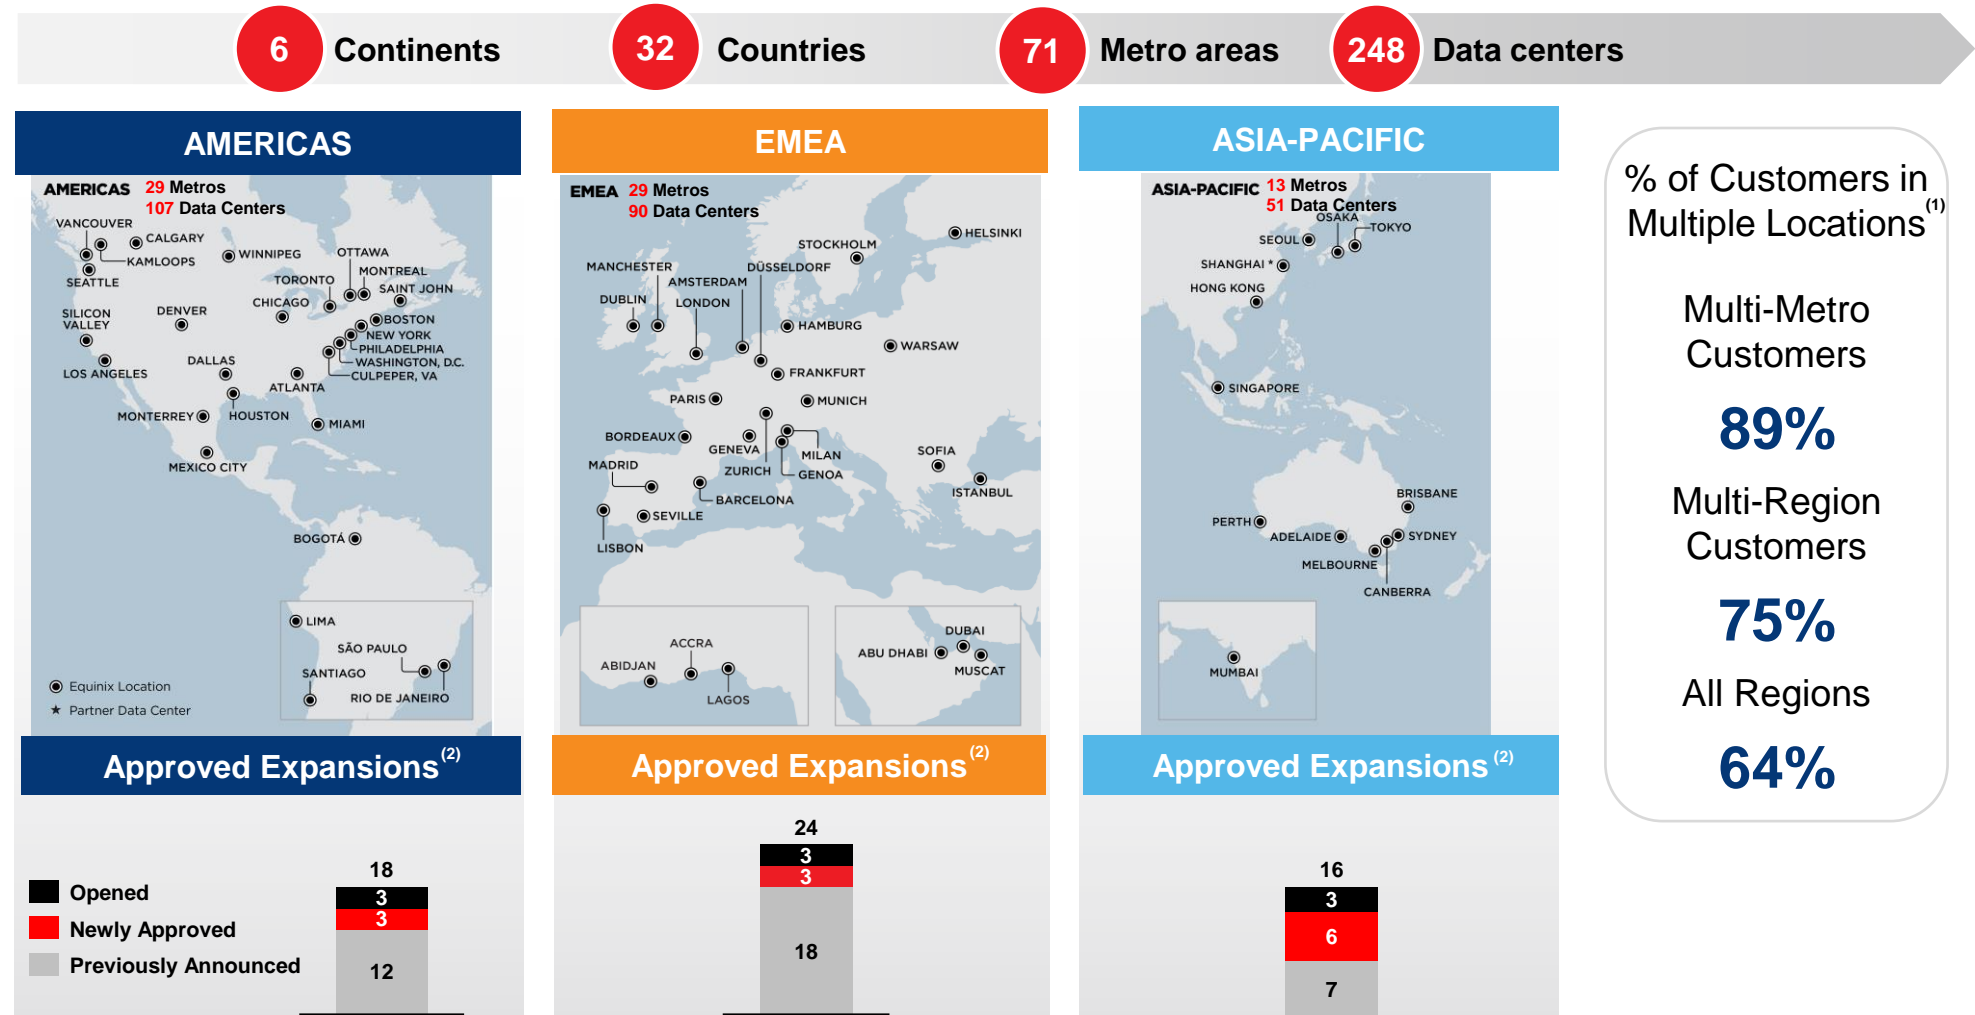 6 Continents 32 Countries 71 Metro areas 248 Data centers
AMERICAS
AMERICAS 29 Metros
107 Data Centers
VANCOUVER
CALGARY
KAMLOOPS
WINNIPEG
OTTAWA
SEATTLE
TORONTO
MONTREAL
SAINT JOHN
CHICAGO
SILICON
VALLEY
DENVER
BOSTON
NEW YORK
PHILADELPHIA
WASHINGTON, D.C.
CULPEPER, VA
LOS ANGELES
DALLAS
ATLANTA
MONTERREY
HOUSTON
MIAMI
MEXICO CITY
BOGOTÁ
LIMA
SÃO PAULO
SANTIAGO
RIO DE JANEIRO
Equinix Location
★ Partner Data Center
Approved Expansions(2)
18
3
3
12
Opened
Newly Approved
Previously Announced
EMEA
EMEA 29 Metros
90 Data Centers
HELSINKI
STOCKHOLM
MANCHESTER
DÜSSELDORF
AMSTERDAM
DUBLIN
LONDON
HAMBURG
WARSAW
FRANKFURT
PARIS
MUNICH
BORDEAUX
GENEVA
MILAN
SOFIA
MADRID
ZURICH
GENOA
ISTANBUL
BARCELONA
SEVILLE
LISBON
ACCRA
ABIDJAN
LAGOS
DUBAI
ABU DHABI
MUSCAT
Approved Expansions(2)
24
3
3
18
ASIA-PACIFIC
ASIA-PACIFIC 13 Metros
51 Data Centers
OSAKA
TOKYO
SEOUL
SHANGHAI *
HONG KONG
SINGAPORE
BRISBANE
PERTH
ADELAIDE
SYDNEY
MELBOURNE
CANBERRA
MUMBAI
Approved Expansions (2)
16
3
6
7
% of Customers in
Multiple Locations(1)
Multi-Metro
Customers
89%
Multi-Region
Customers
75%
All Regions
64%